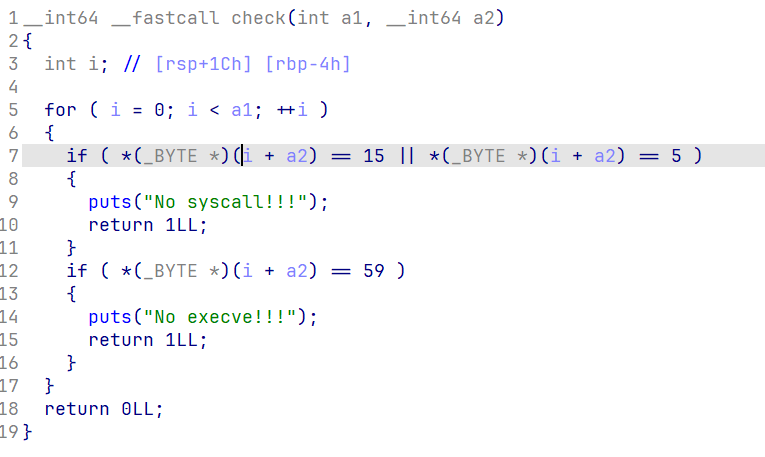 1 __int64 __fastcall check(int a1, __int64 a2)
2 {
3   int i; // [rsp+1Ch] [rbp-4h]
4
5   for ( i = 0; i < a1; ++i )
6   {
7     if ( *(_BYTE *)(i + a2) == 15 || *(_BYTE *)(i + a2) == 5 )
8     {
9       puts("No syscall!!!");
10       return 1LL;
11     }
12     if ( *(_BYTE *)(i + a2) == 59 )
13     {
14       puts("No execve!!!");
15       return 1LL;
16     }
17   }
18   return 0LL;
19 }